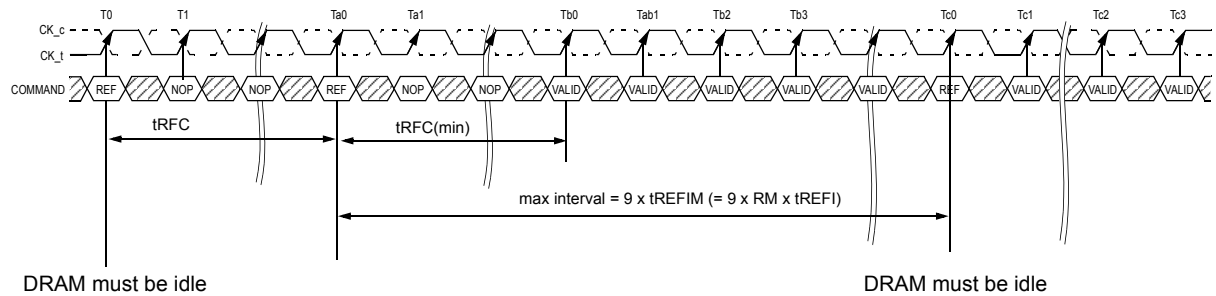 T0 T1 Ta0 Ta1 Tb0 Tab1 Tb2 Tb3 Tc0 Tc1 Tc2 Tc3
CK_c
CK_t
COMMAND REF NOP NOP REF NOP NOP VALID VALID VALID VALID VALID REF VALID VALID VALID
tRFC tRFC(min)
max interval = 9 x tREFIM (= 9 x RM x tREFI)
DRAM must be idle DRAM must be idle